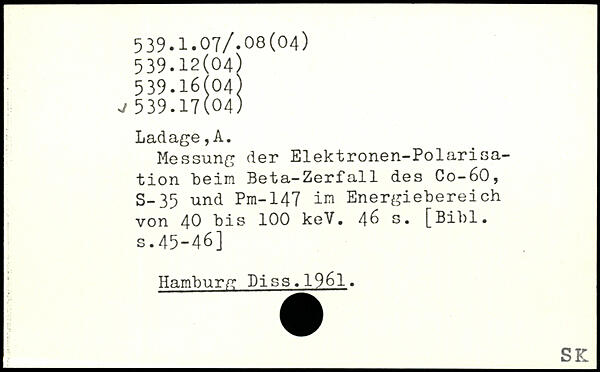 539.1.07/.08(04)
539.12(04)
539.16(04)
✓ 539.17(04)
Ladage,A.
Messung der Elektronen-Polarisa-
tion beim Beta-Zerfall des Co-60,
S-35 und Pm-147 im Energiebereich
von 40 bis 100 keV. 46 s. [Bibl.
s.45-46]
Hamburg Diss.1961.
SK